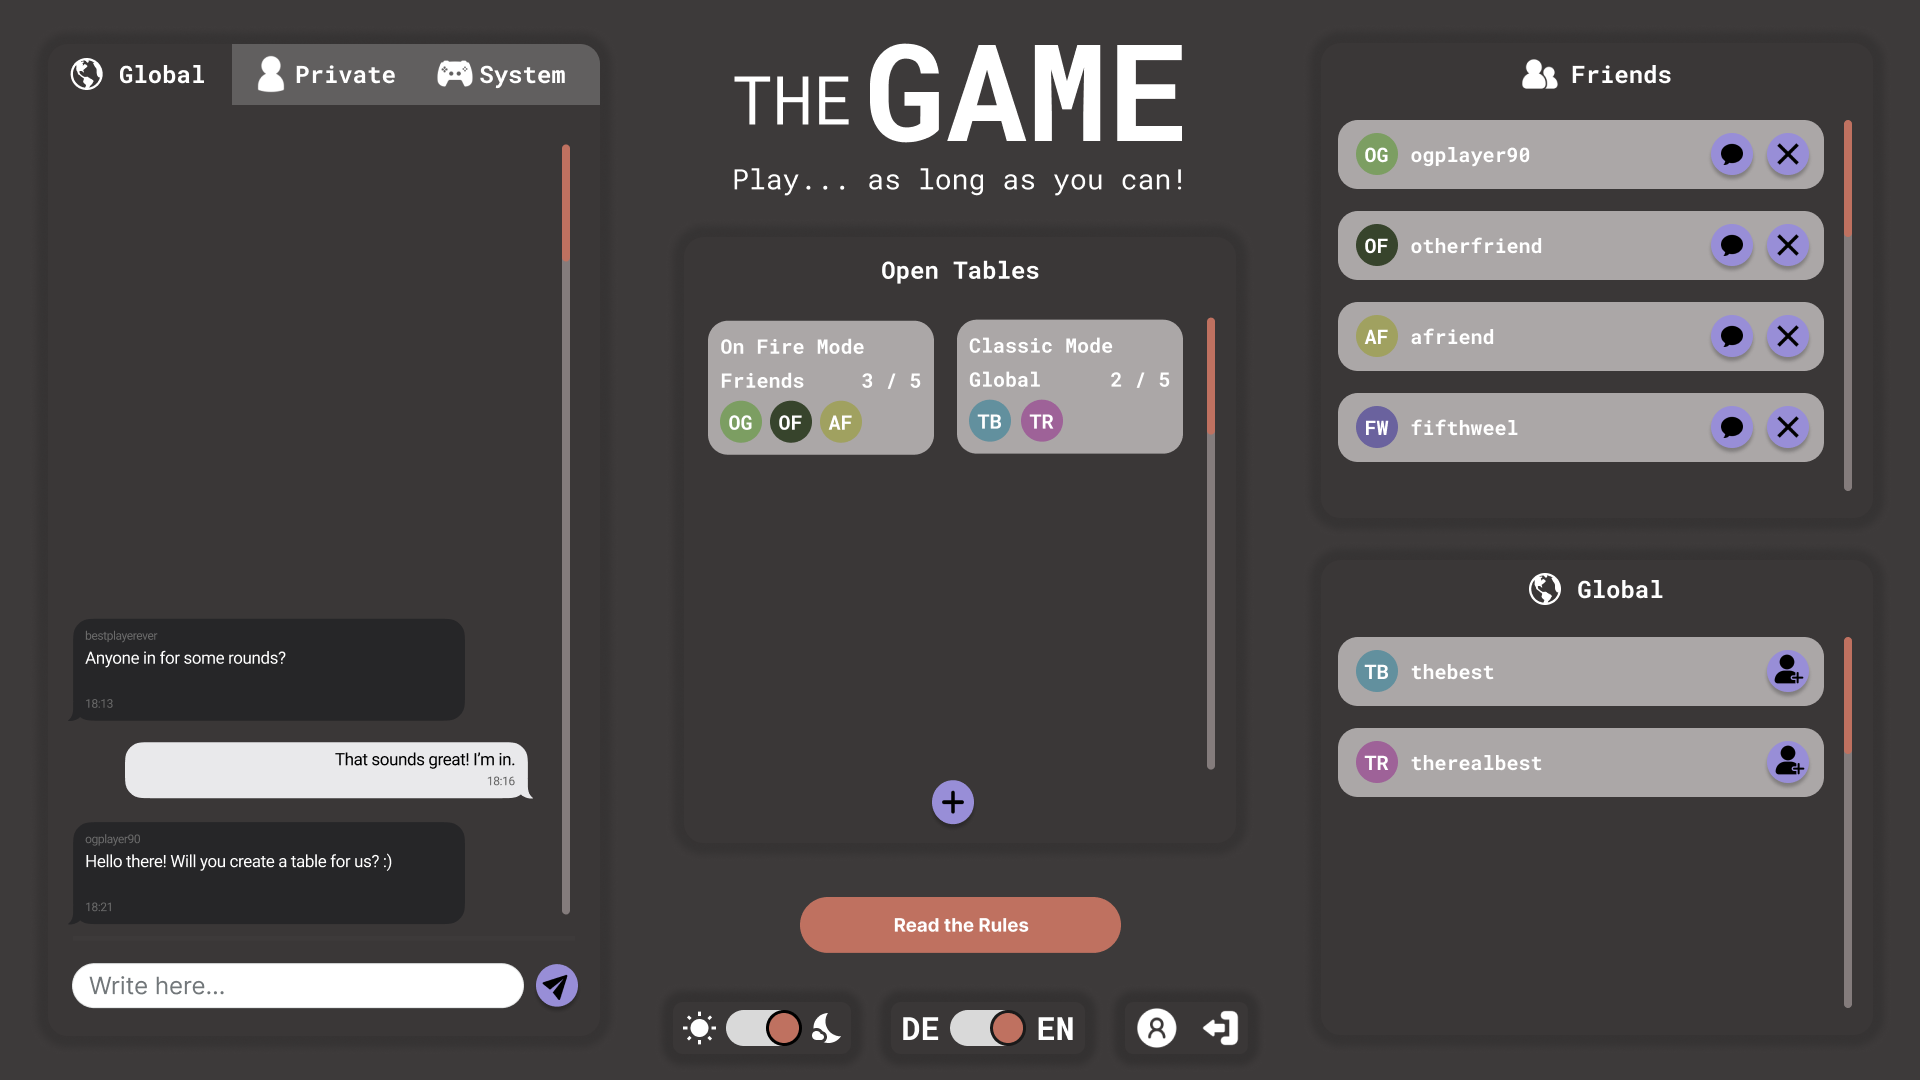 Global
Private
System
bestplayerever
Anyone in for some rounds?
18:13
That sounds great! I'm in.
18:16
ogplayer90
Hello there! Will you create a table for us? :)
18:21
Write here...
THE GAME
Play... as long as you can!
Open Tables
On Fire Mode
Friends 3 / 5
OG OF AF
Classic Mode
Global 2 / 5
TB TR
Read the Rules
DE EN
Friends
OG ogplayer90
OF otherfriend
AF afriend
FW fifthweel
Global
TB thebest
TR therealbest